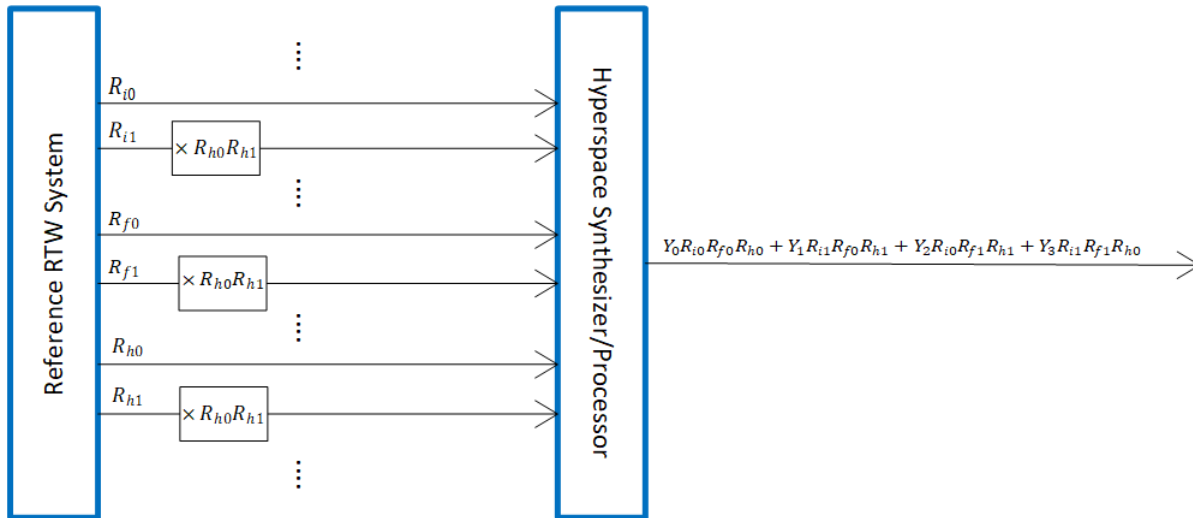 Reference RTW System
R_{i0}
R_{i1}
× R_{h0}R_{h1}
R_{f0}
R_{f1}
× R_{h0}R_{h1}
R_{h0}
R_{h1}
× R_{h0}R_{h1}
Hyperspace Synthesizer/Processor
Y_0R_{i0}R_{f0}R_{h0} + Y_1R_{i1}R_{f0}R_{h1} + Y_2R_{i0}R_{f1}R_{h1} + Y_3R_{i1}R_{f1}R_{h0}